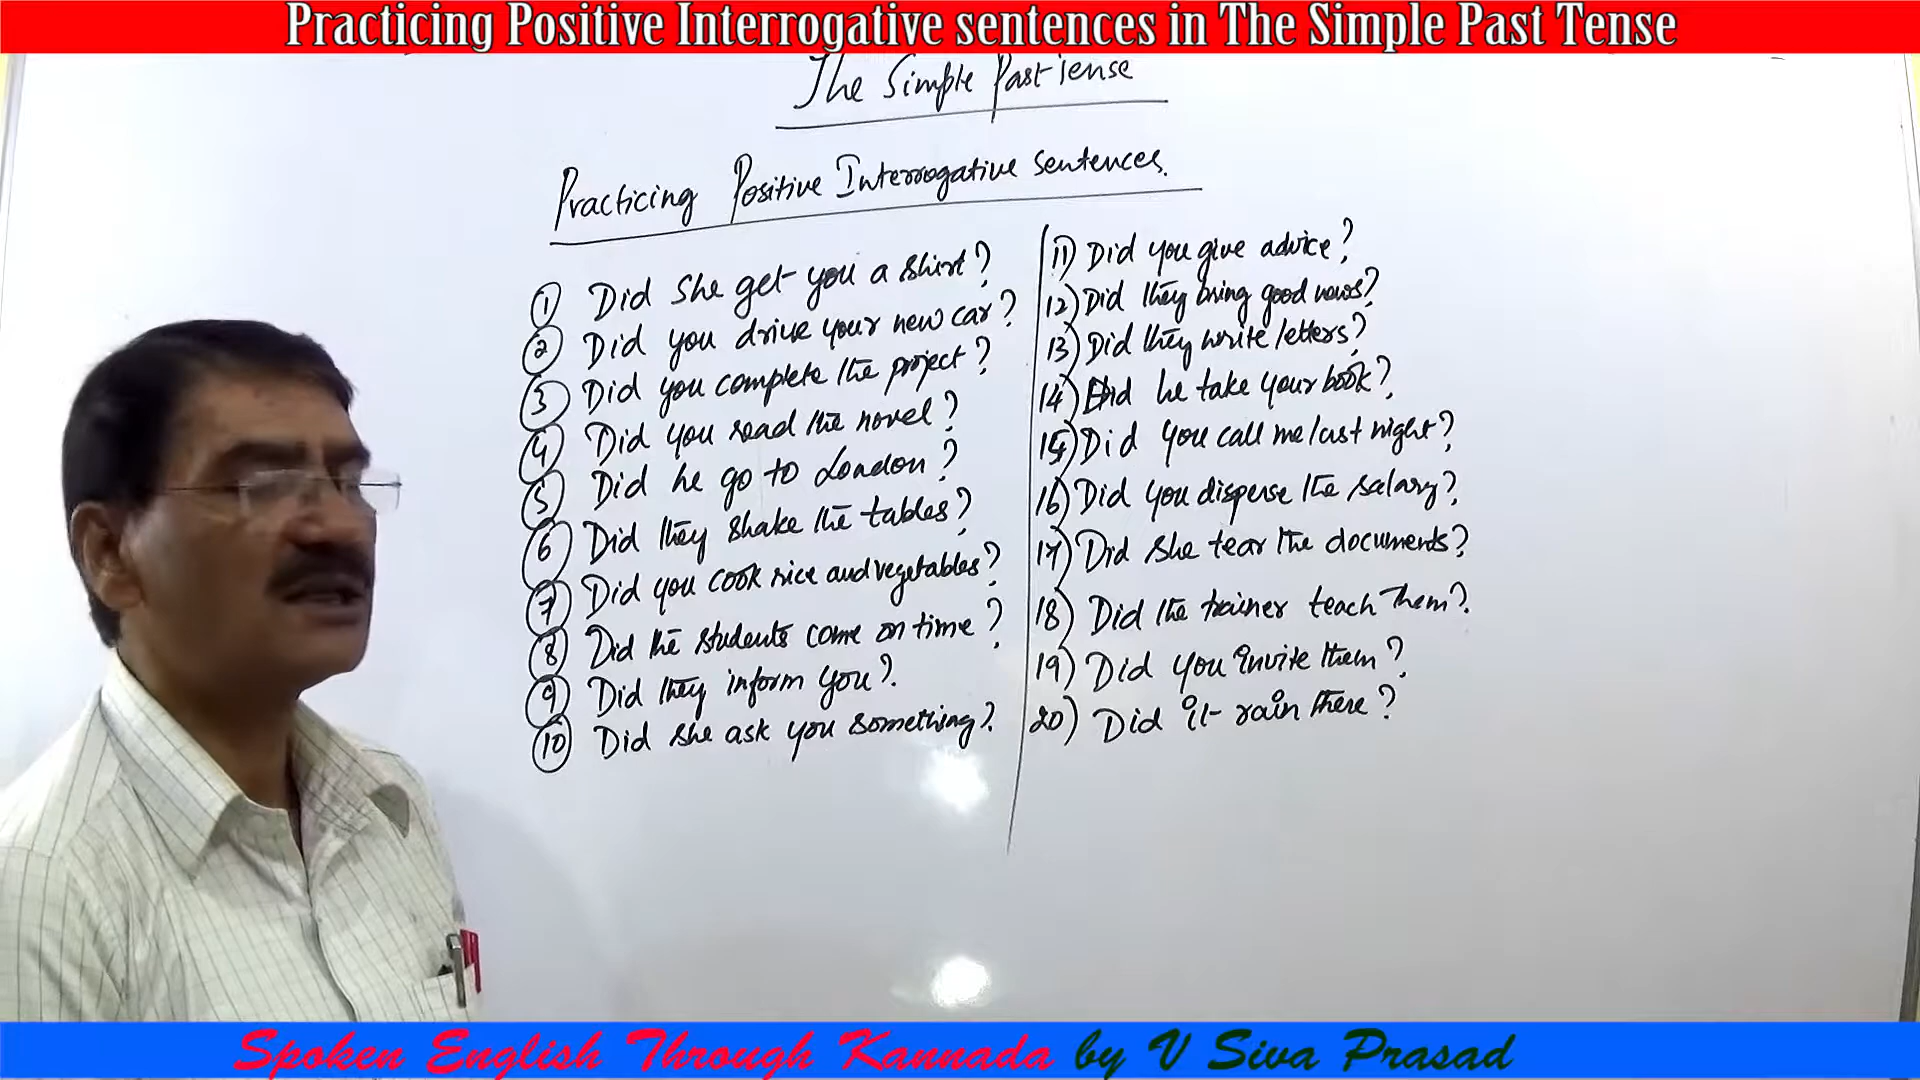 Practicing Positive Interrogative sentences in The Simple Past Tense
The Simple Past Tense
Practicing Positive Interrogative sentences.
1 Did she get you a shirt?
2 Did you drive your new car?
3 Did you complete the project?
4 Did you read the novel?
5 Did he go to London?
6 Did they shake the tables?
7 Did you cook rice and vegetables?
8 Did the students come on time?
9 Did they inform you?
10 Did she ask you something?
11) Did you give advice?
12) Did they bring good news?
13) Did they write letters?
14) Did he take your book?
15) Did you call me last night?
16) Did you disperse the salary?
17) Did she tear the documents?
18) Did the trainer teach them?
19) Did you invite them?
20) Did it rain there?
Spoken English Through Kannada by V Siva Prasad